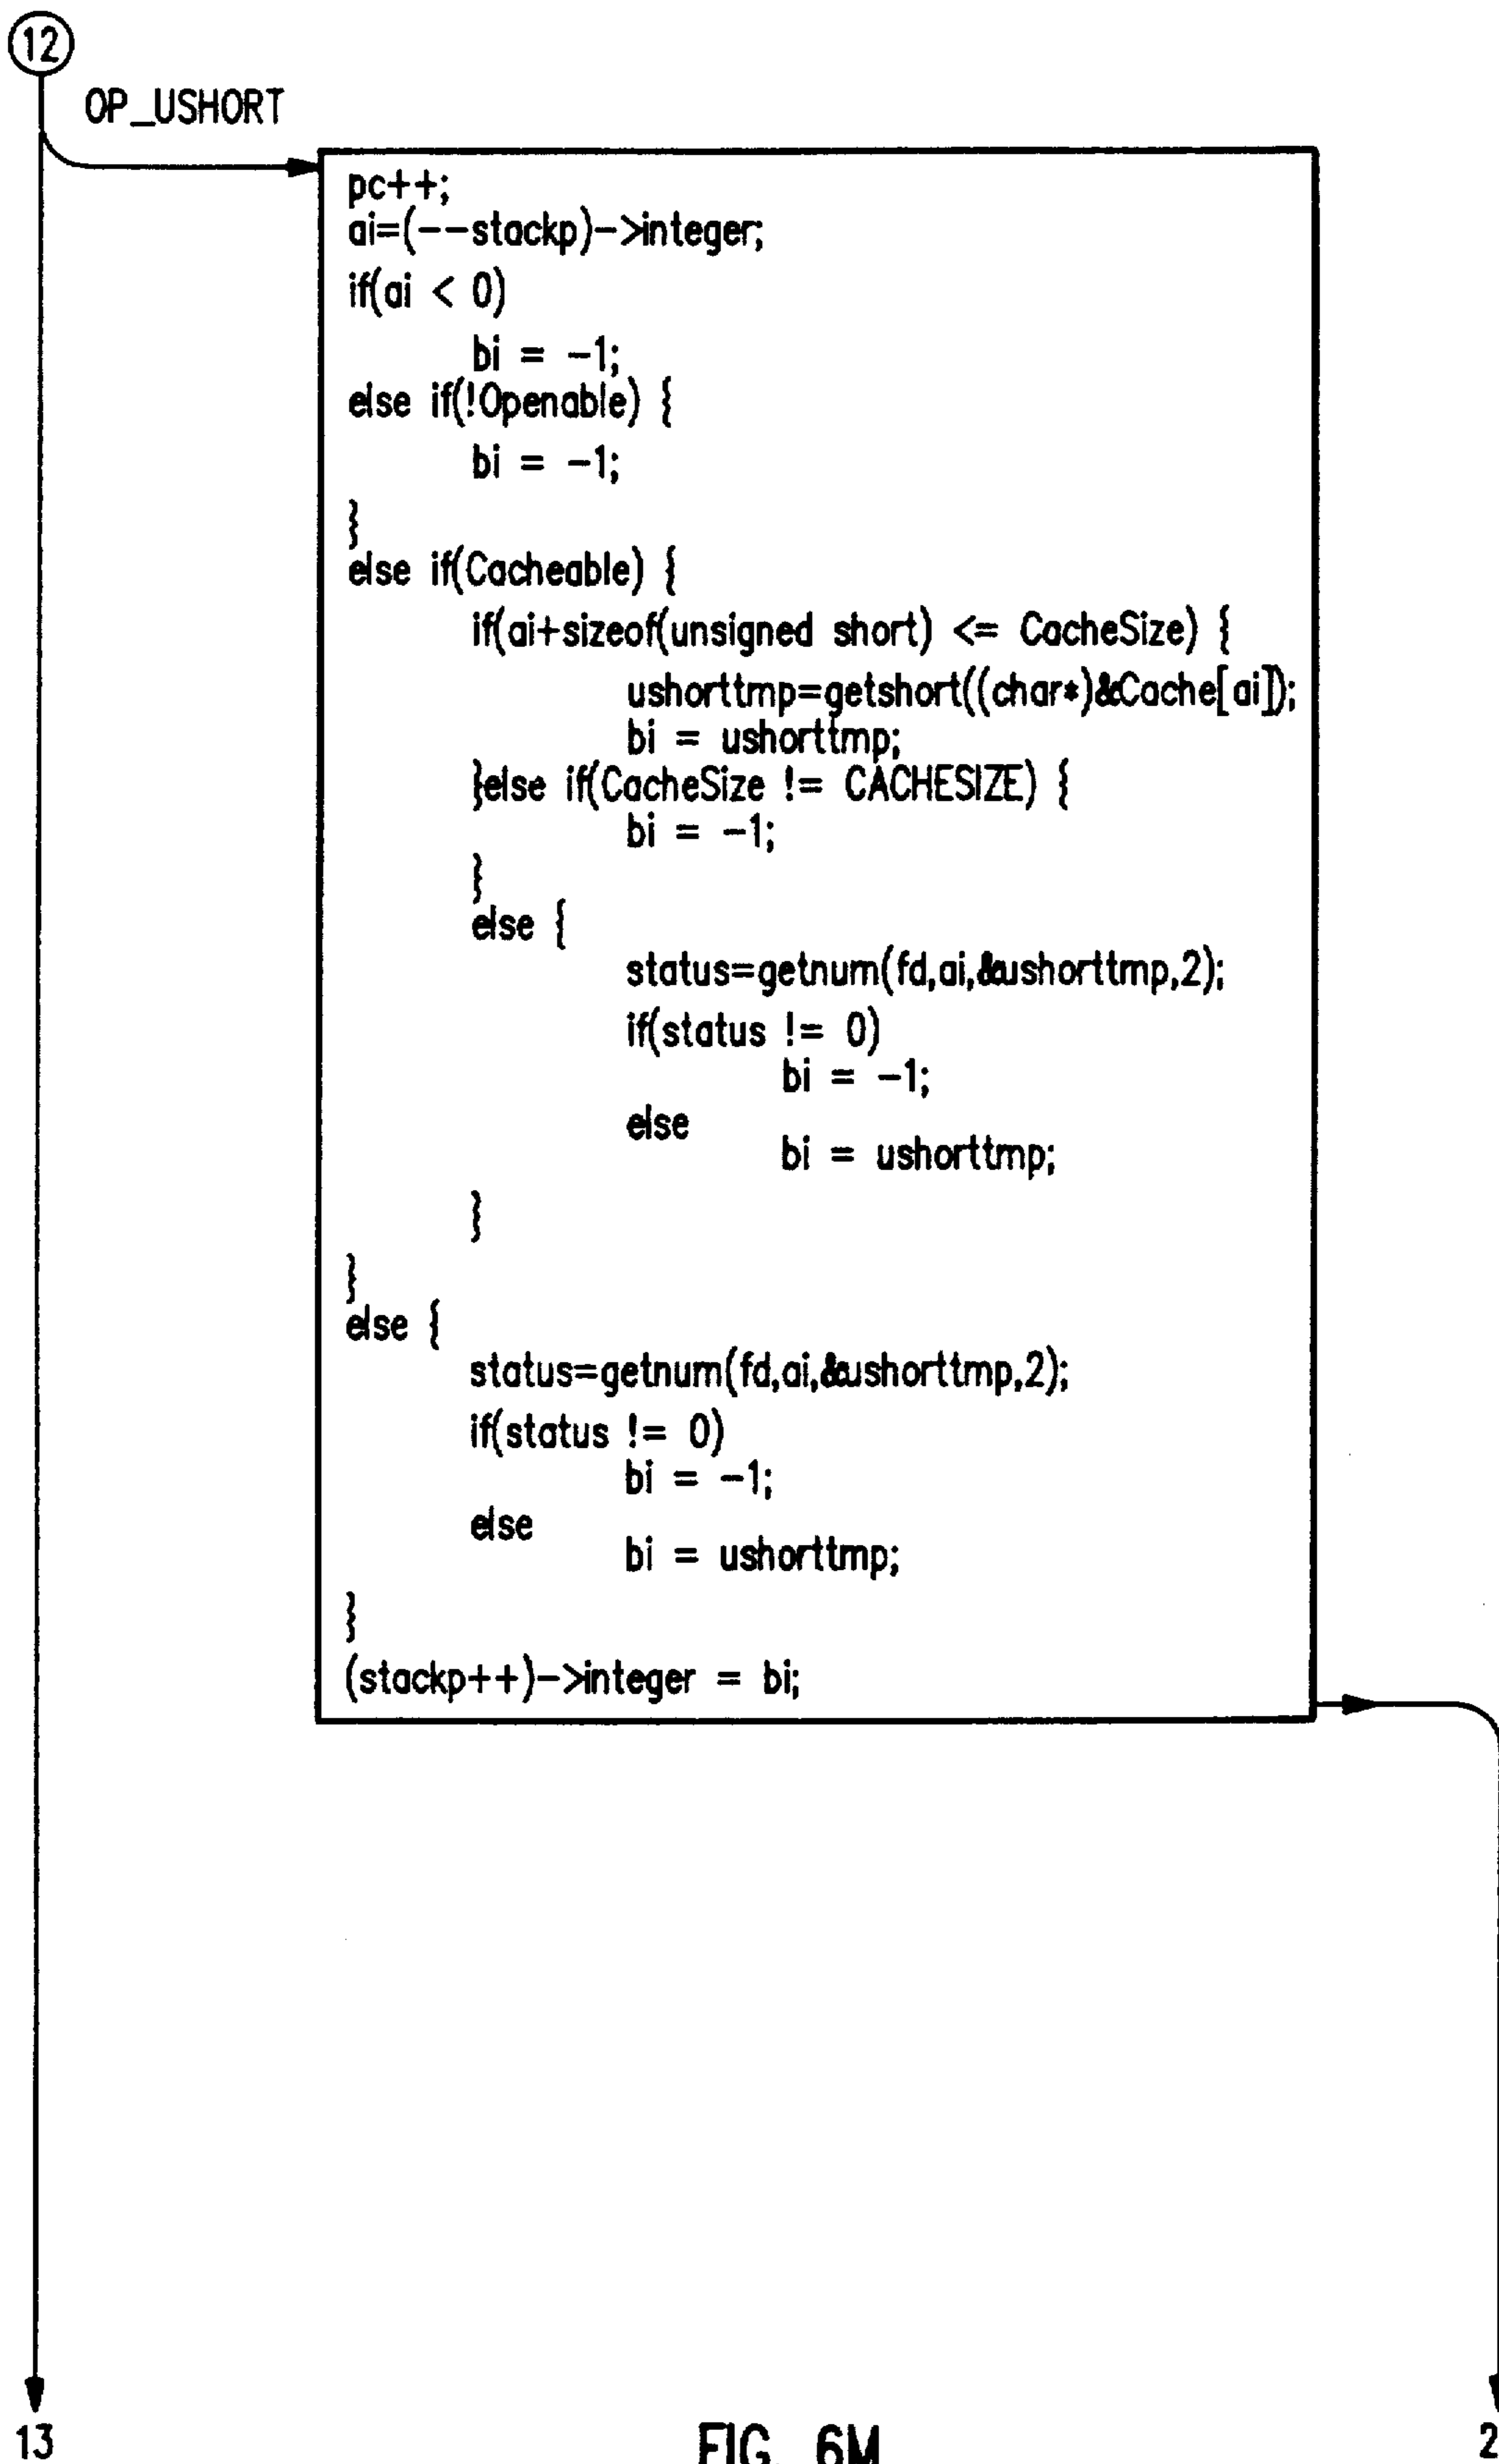 12
OP_USHORT
pc++;
ai=(--stackp)->integer;
if(ai < 0)
bi = -1;
else if(!Openable) {
bi = -1;
}
else if(Cacheable) {
if(ai+sizeof(unsigned short) <= CacheSize) {
ushorttmp=getshort((char*)&Cache[ai]);
bi = ushorttmp;
}else if(CacheSize != CACHESIZE) {
bi = -1;
}
else {
status=getnum(fd,ai,&ushorttmp,2);
if(status != 0)
bi = -1;
else
bi = ushorttmp;
}
}
else {
status=getnum(fd,ai,&ushorttmp,2);
if(status != 0)
bi = -1;
else
bi = ushorttmp;
}
(stackp++)->integer = bi;
13
FIG. 6M
2